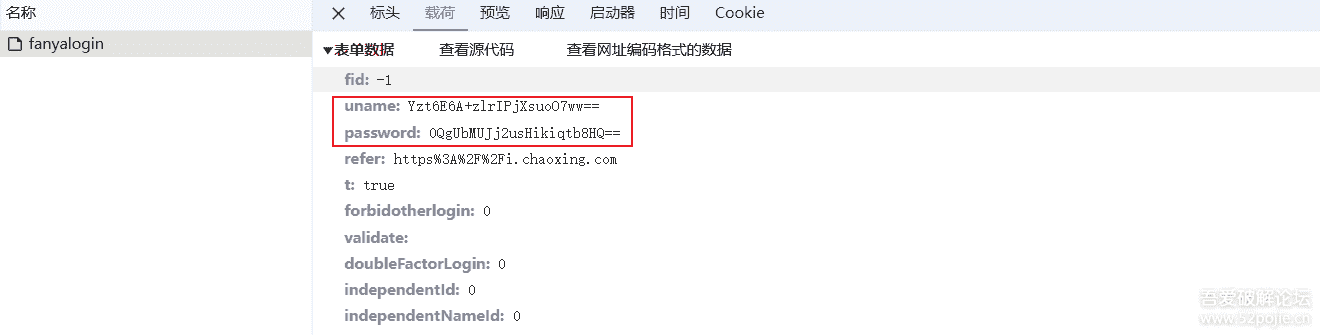 名称
标头 载荷 预览 响应 启动器 时间 Cookie
fanyalogin
▼表单数据 查看源代码 查看网址编码格式的数据
fid: -1
uname: Yzt6E6A+zlrIPjXsuoO7ww==
password: 0QgUbMUJj2usHikiqtb8HQ==
refer: https%3A%2F%2Fi.chaoxing.com
t: true
forbidotherlogin: 0
validate:
doubleFactorLogin: 0
independentId: 0
independentNameId: 0
吾爱破解论坛
www.52pojie.cn